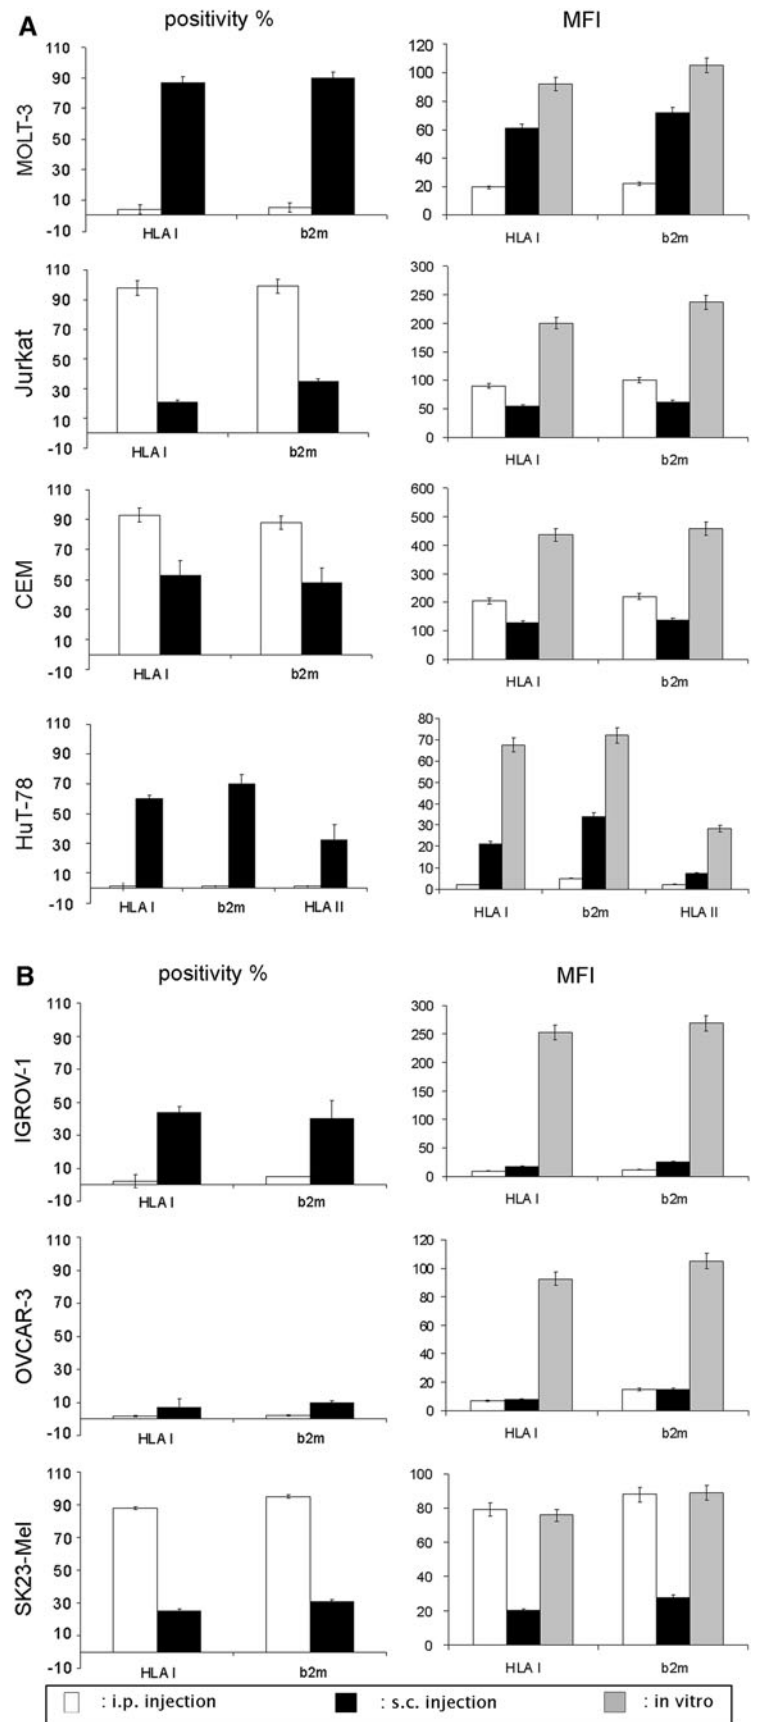 A
positivity %
MFI
MOLT-3
110
90
70
50
30
10
-10
HLA I
b2m
120
100
80
60
40
20
0
HLA I
b2m
Jurkat
110
90
70
50
30
10
-10
HLA I
b2m
300
250
200
150
100
50
0
HLA I
b2m
CEM
110
90
70
50
30
10
-10
HLA I
b2m
600
500
400
300
200
100
0
HLA I
b2m
HuT-78
110
90
70
50
30
10
-10
HLA I
b2m
HLA II
80
70
60
50
40
30
20
10
0
HLA I
b2m
HLA II
B
positivity %
MFI
IGROV-1
110
90
70
50
30
10
-10
HLA I
b2m
300
250
200
150
100
50
0
HLA I
b2m
OVCAR-3
110
90
70
50
30
10
-10
HLA I
b2m
120
100
80
60
40
20
0
HLA I
b2m
SK23-Mel
110
90
70
50
30
10
-10
HLA I
b2m
100
80
60
40
20
0
HLA I
b2m
: i.p. injection
: s.c. injection
: in vitro